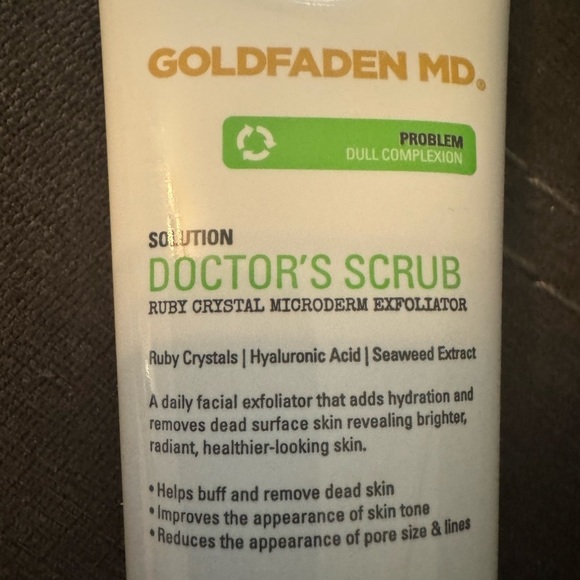 GOLDFADEN MD®
PROBLEM
DULL COMPLEXION
SOLUTION
DOCTOR'S SCRUB
RUBY CRYSTAL MICRODERM EXFOLIATOR
Ruby Crystals | Hyaluronic Acid | Seaweed Extract
A daily facial exfoliator that adds hydration and
removes dead surface skin revealing brighter,
radiant, healthier-looking skin.
•Helps buff and remove dead skin
•Improves the appearance of skin tone
•Reduces the appearance of pore size & lines